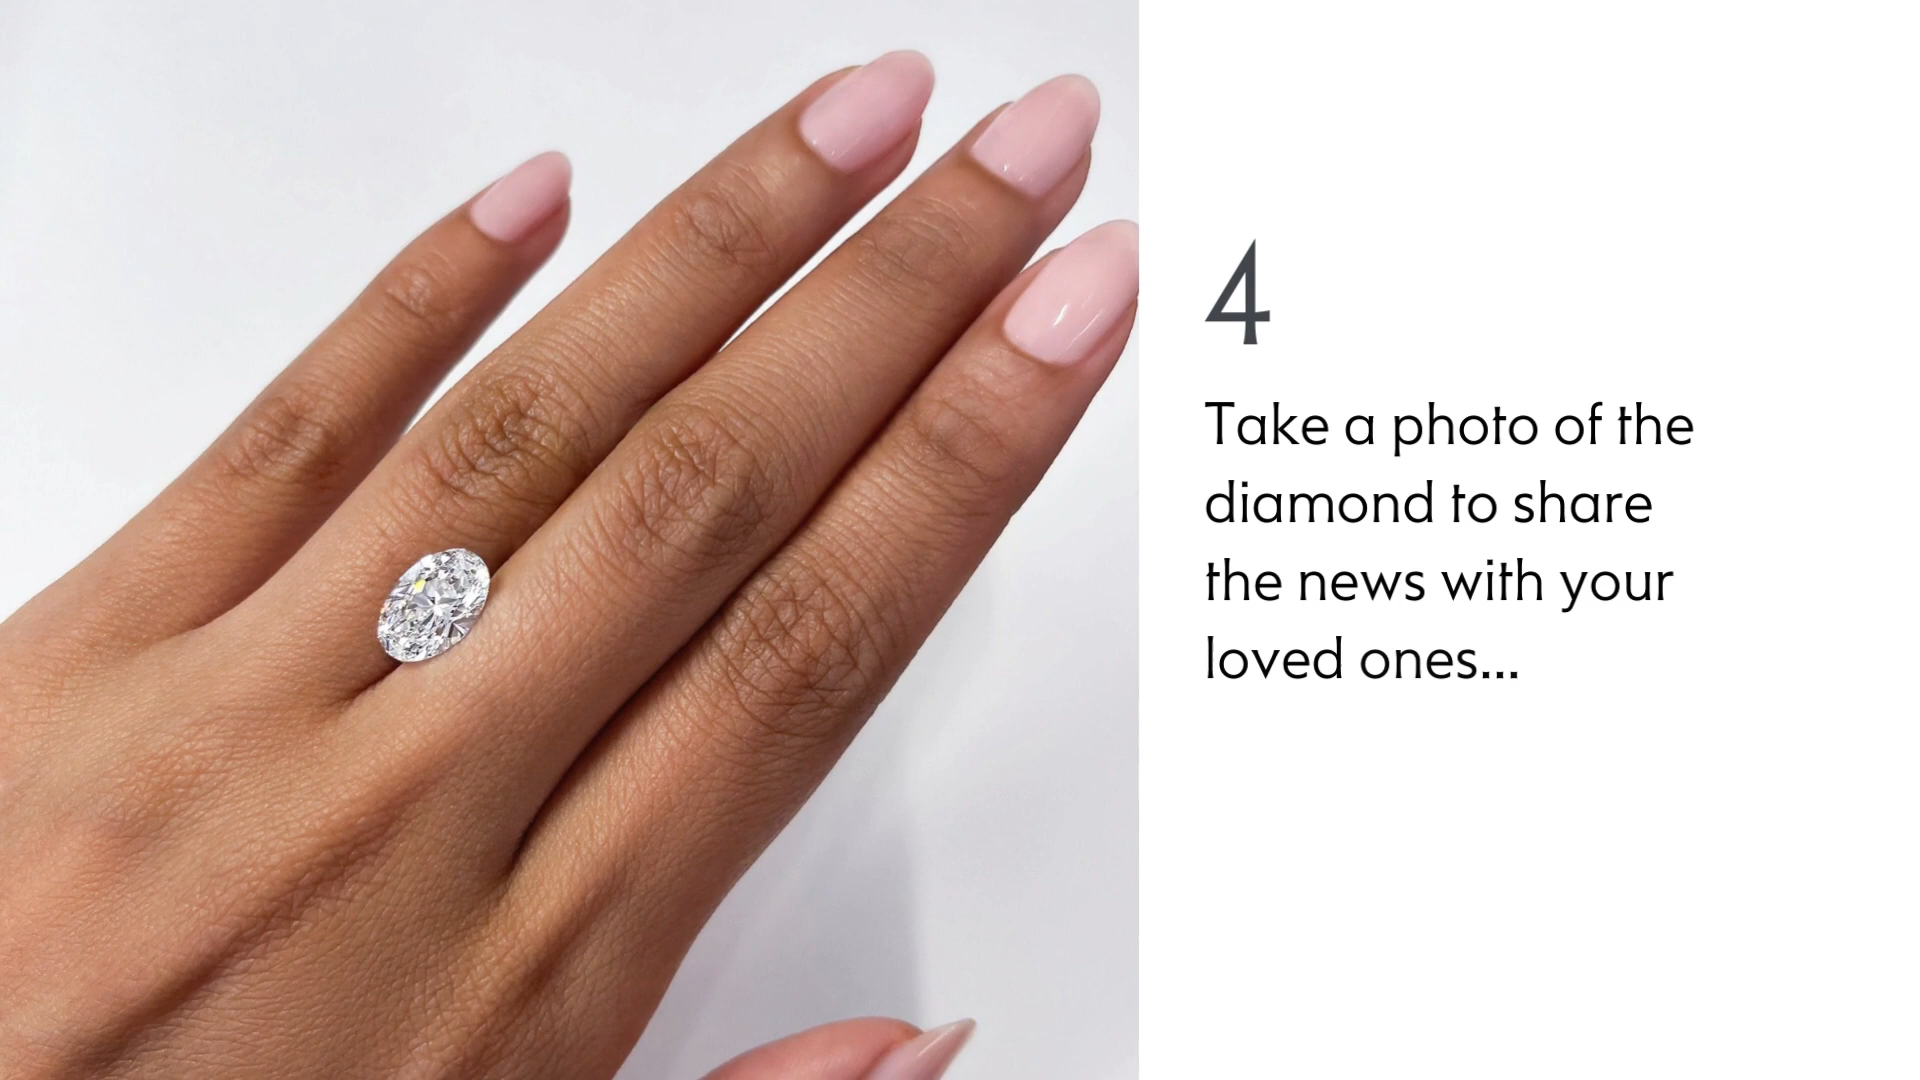 4
Take a photo of the
diamond to share
the news with your
loved ones...